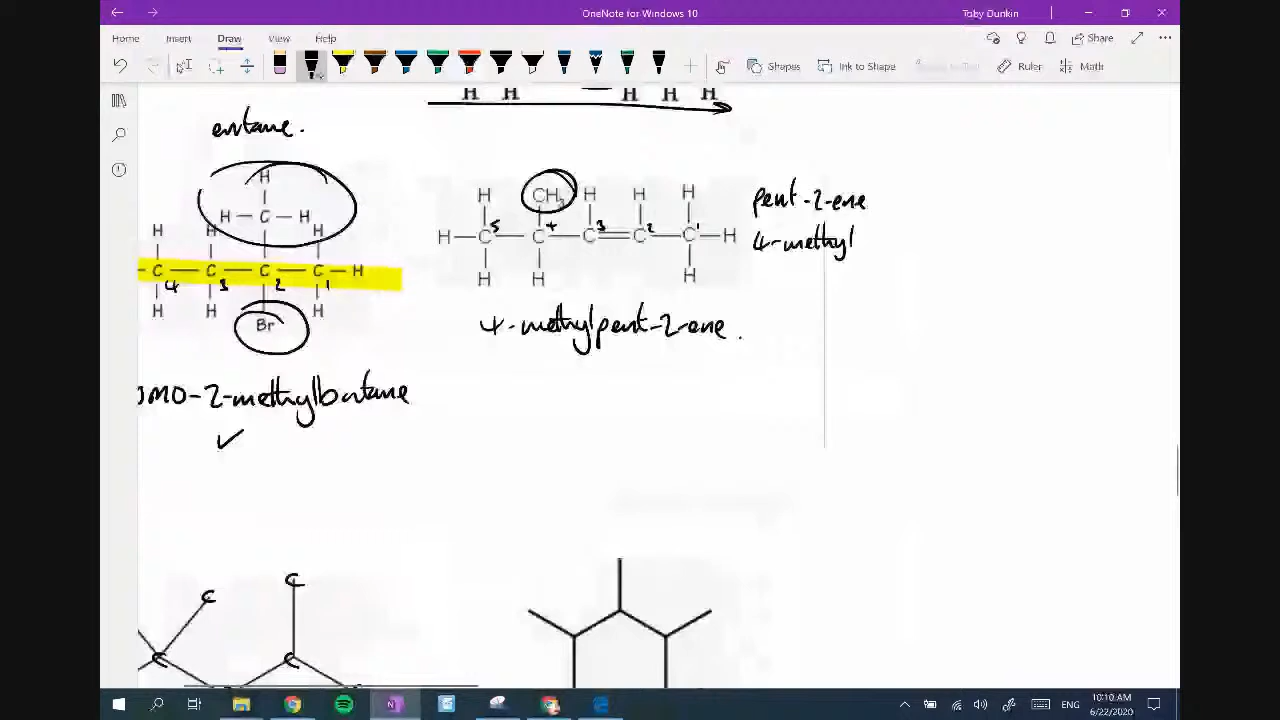 OneNote for Windows 10
Toby Dunkin
Home Insert Draw View Help
Share
Shapes
Ink to Shape
Ruler
Math
H H H H H
entane.
H
H—C—H
H H H
C—C—C—C—H
4 3 2 1
H H H
Br
omo-2-methylbutane
CH3
H H H H
H—C—C—C=C—C—H
5 4 3 2 1
H H H
pent-2-ene
4-methyl
4-methylpent-2-ene.
C C
C C
10:10 AM
ENG
6/22/2020